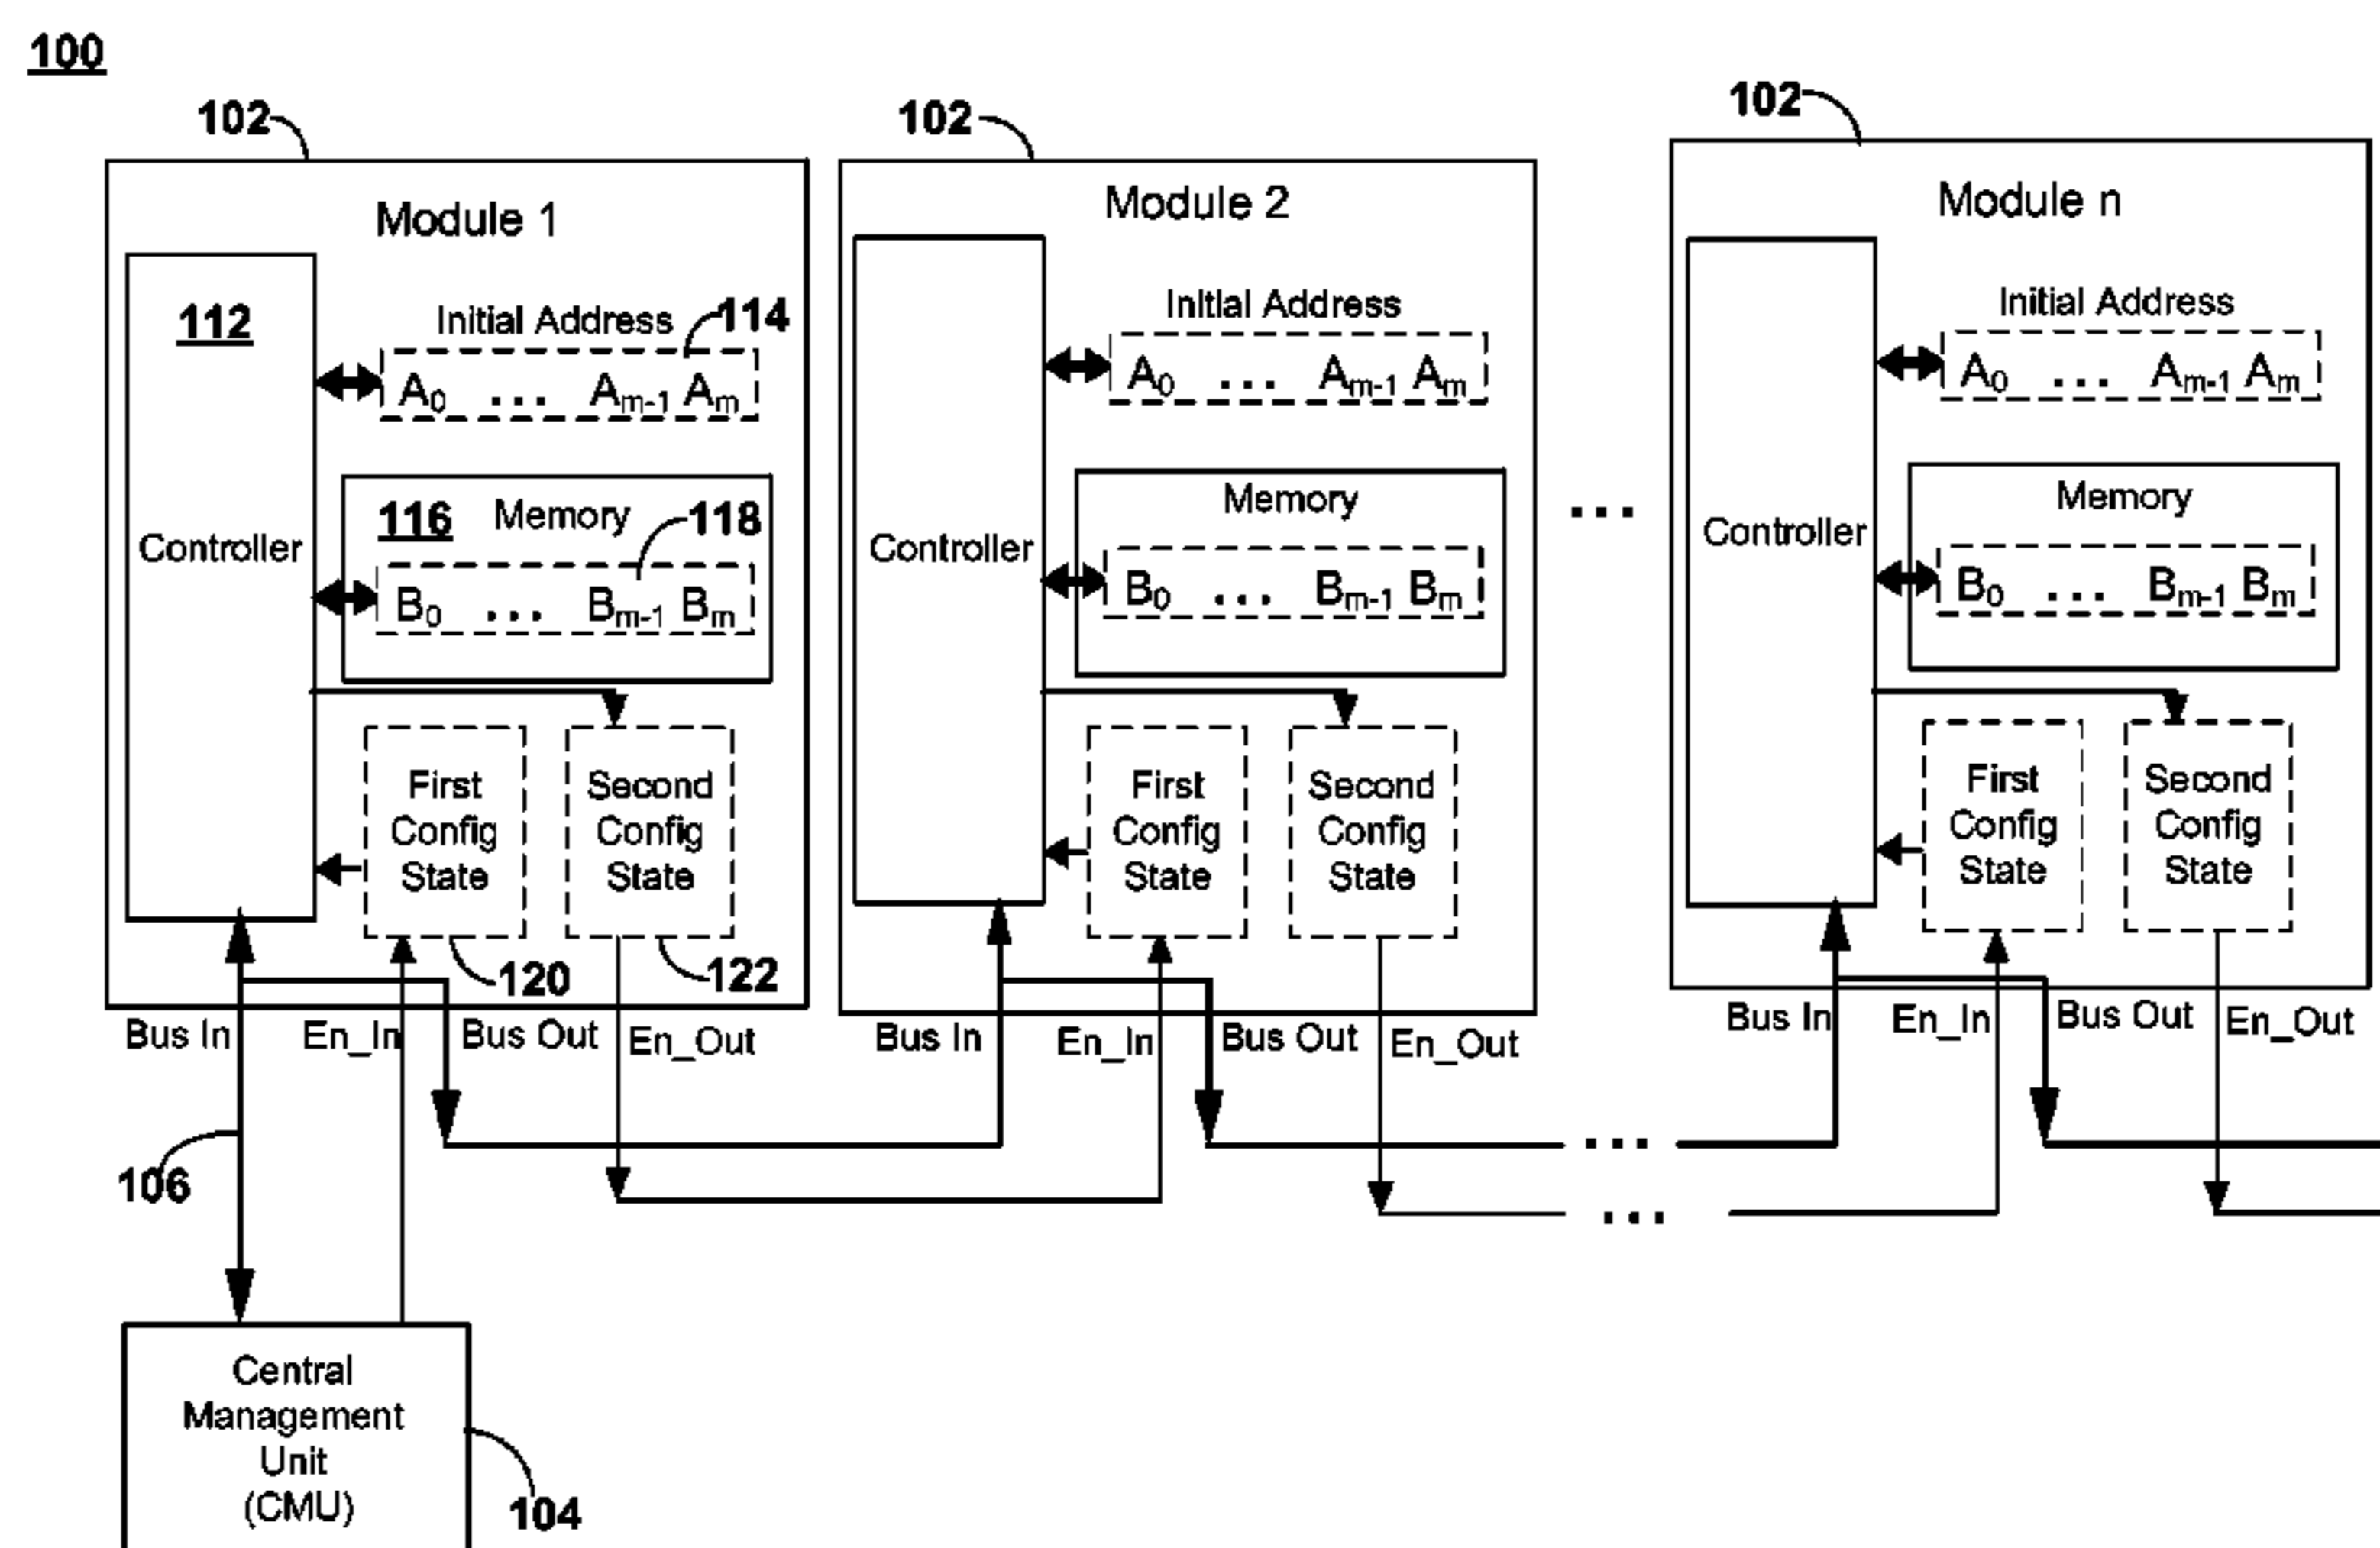 100
102
102
102
Module 1
Module 2
Module n
112
Initial Address
114
A0 ... Am-1 Am
Controller
116
Memory
118
B0 ... Bm-1 Bm
First
Config
State
Second
Config
State
120
122
Bus In
En_In
Bus Out
En_Out
Initial Address
A0 ... Am-1 Am
Controller
Memory
B0 ... Bm-1 Bm
First
Config
State
Second
Config
State
Bus In
En_In
Bus Out
En_Out
...
Initial Address
A0 ... Am-1 Am
Controller
Memory
B0 ... Bm-1 Bm
First
Config
State
Second
Config
State
Bus In
En_In
Bus Out
En_Out
...
...
106
Central
Management
Unit
(CMU)
104